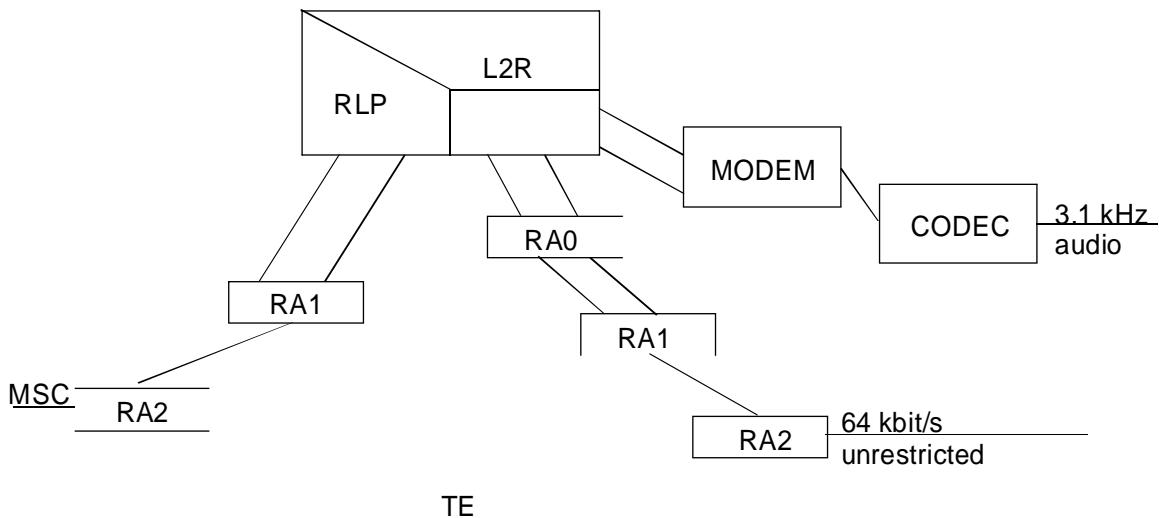 L2R
RLP
MODEM
CODEC
3.1 kHz
audio
RA0
RA1
RA1
MSC
RA2
RA2
64 kbit/s
unrestricted
TE